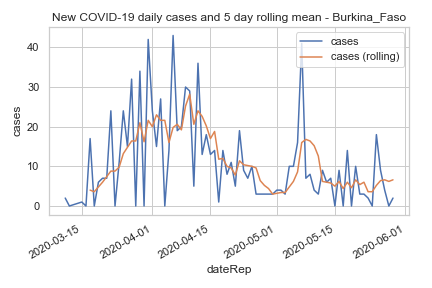 New COVID-19 daily cases and 5 day rolling mean - Burkina_Faso
cases
cases (rolling)
40
30
20
10
0
cases
2020-03-15
2020-04-01
2020-04-15
2020-05-01
2020-05-15
2020-06-01
dateRep